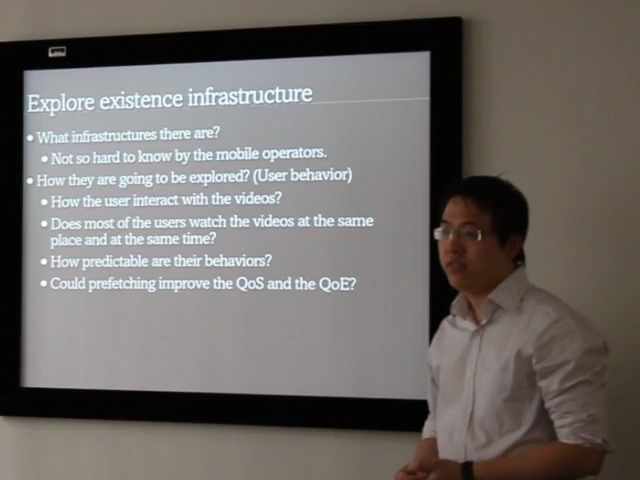 Explore existence infrastructure
• What infrastructures there are?
• Not so hard to know by the mobile operators.
• How they are going to be explored? (User behavior)
• How the user interact with the videos?
• Does most of the users watch the videos at the same
place and at the same time?
• How predictable are their behaviors?
• Could prefetching improve the QoS and the QoE?